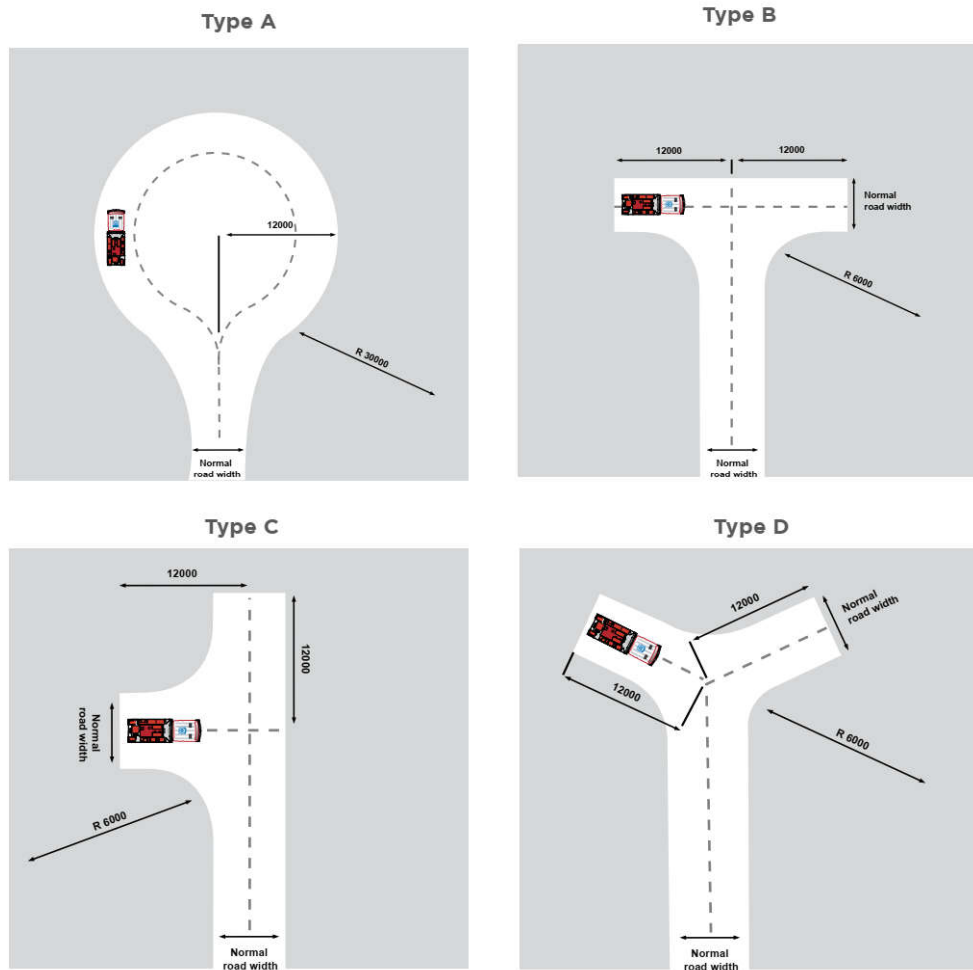 Type A
12000
R 30000
Normal
road width
Type B
12000
12000
Normal
road width
R 6000
Normal
road width
Type C
12000
12000
Normal
road width
R 6000
Normal
road width
Type D
12000
Normal
road width
12000
R 6000
Normal
road width